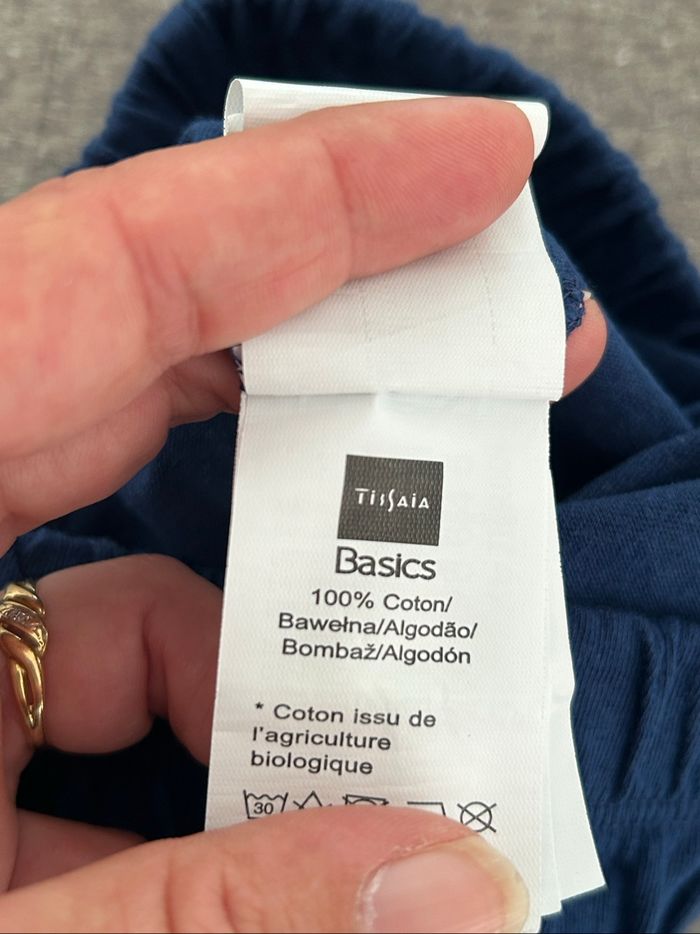 TISSAIA
Basics
100% Coton/
Bawełna/Algodão/
Bombaž/Algodón
* Coton issu de
l'agriculture
biologique
30